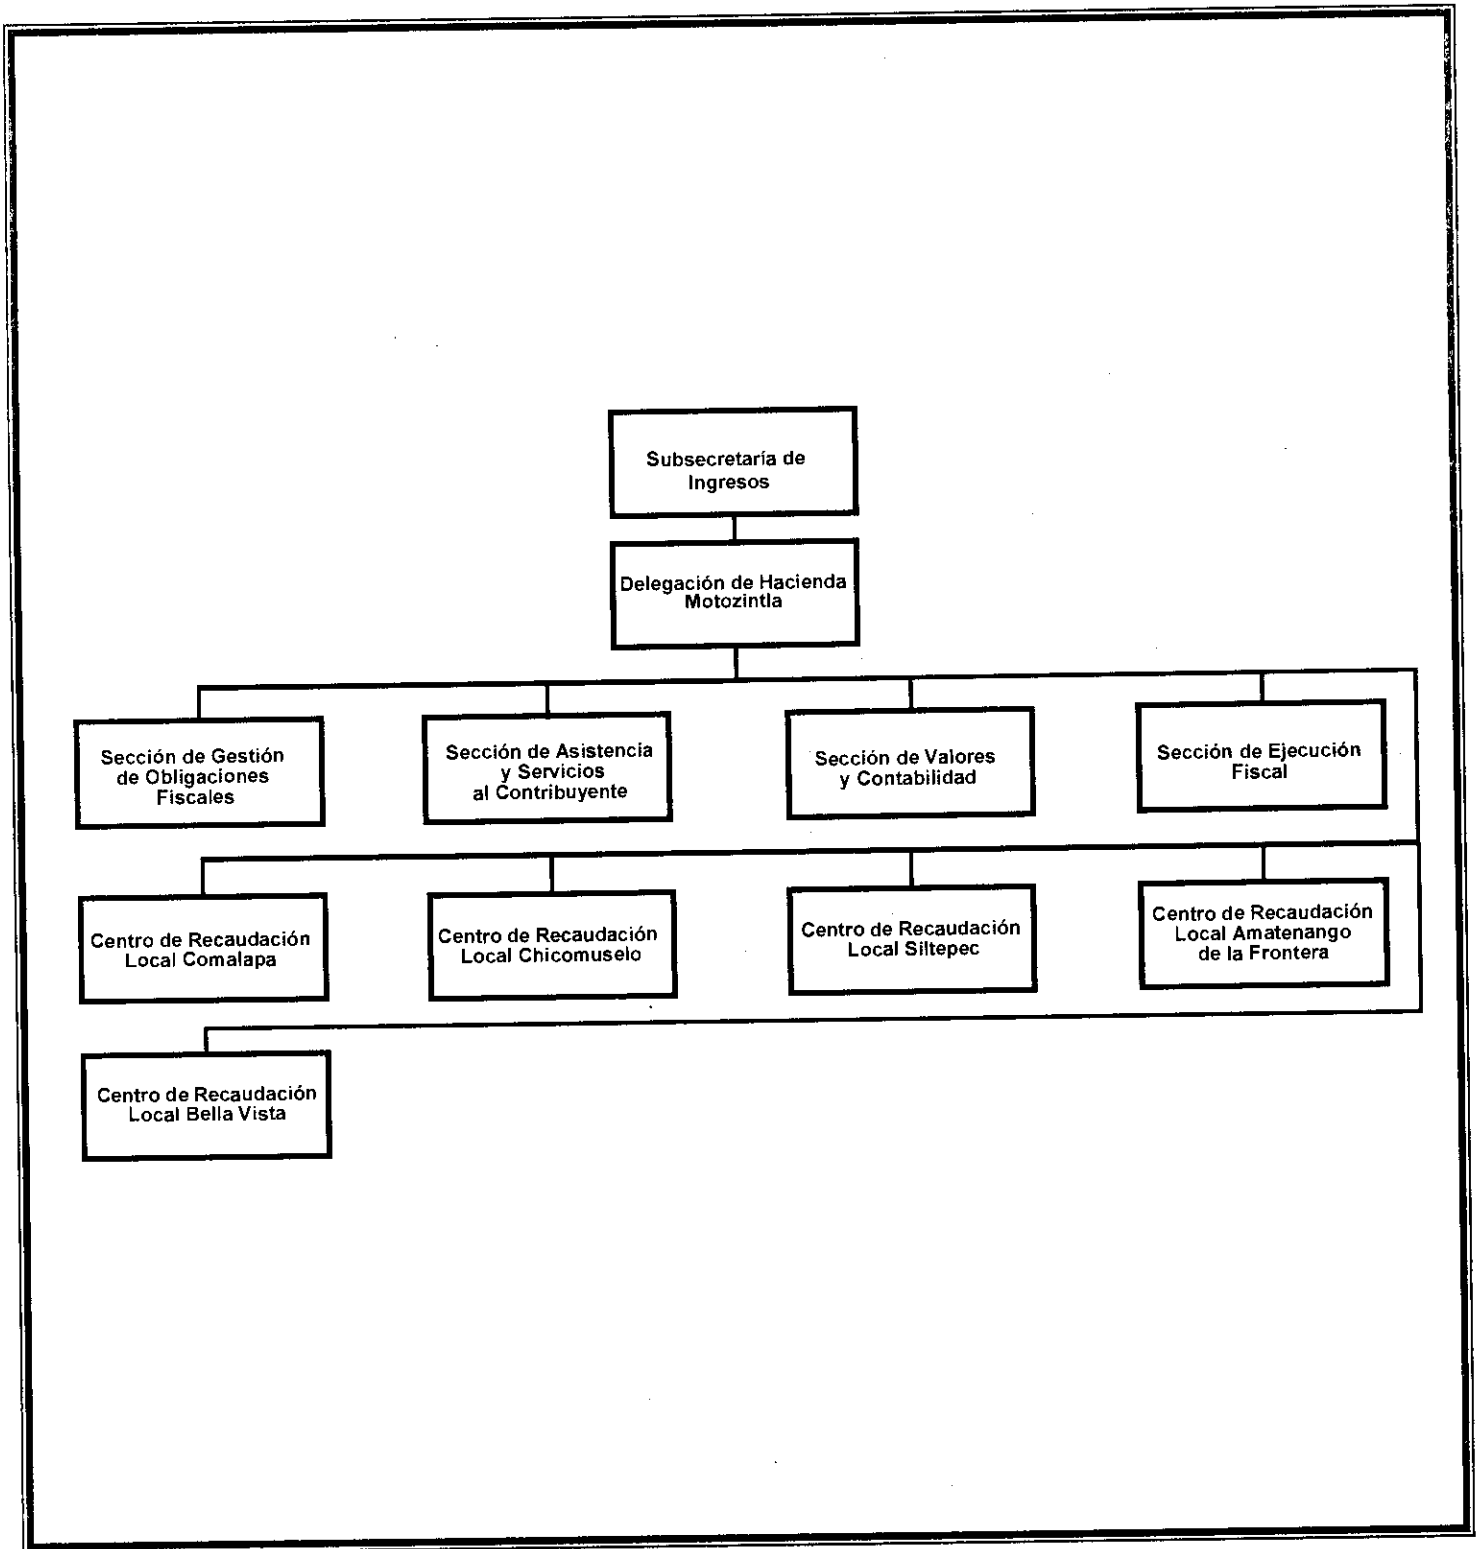 Subsecretaría de
Ingresos
Delegación de Hacienda
Motozintla
Sección de Gestión
de Obligaciones
Fiscales
Sección de Asistencia
y Servicios
al Contribuyente
Sección de Valores
y Contabilidad
Sección de Ejecución
Fiscal
Centro de Recaudación
Local Comalapa
Centro de Recaudación
Local Chicomuselo
Centro de Recaudación
Local Siltepec
Centro de Recaudación
Local Amatenango
de la Frontera
Centro de Recaudación
Local Bella Vista